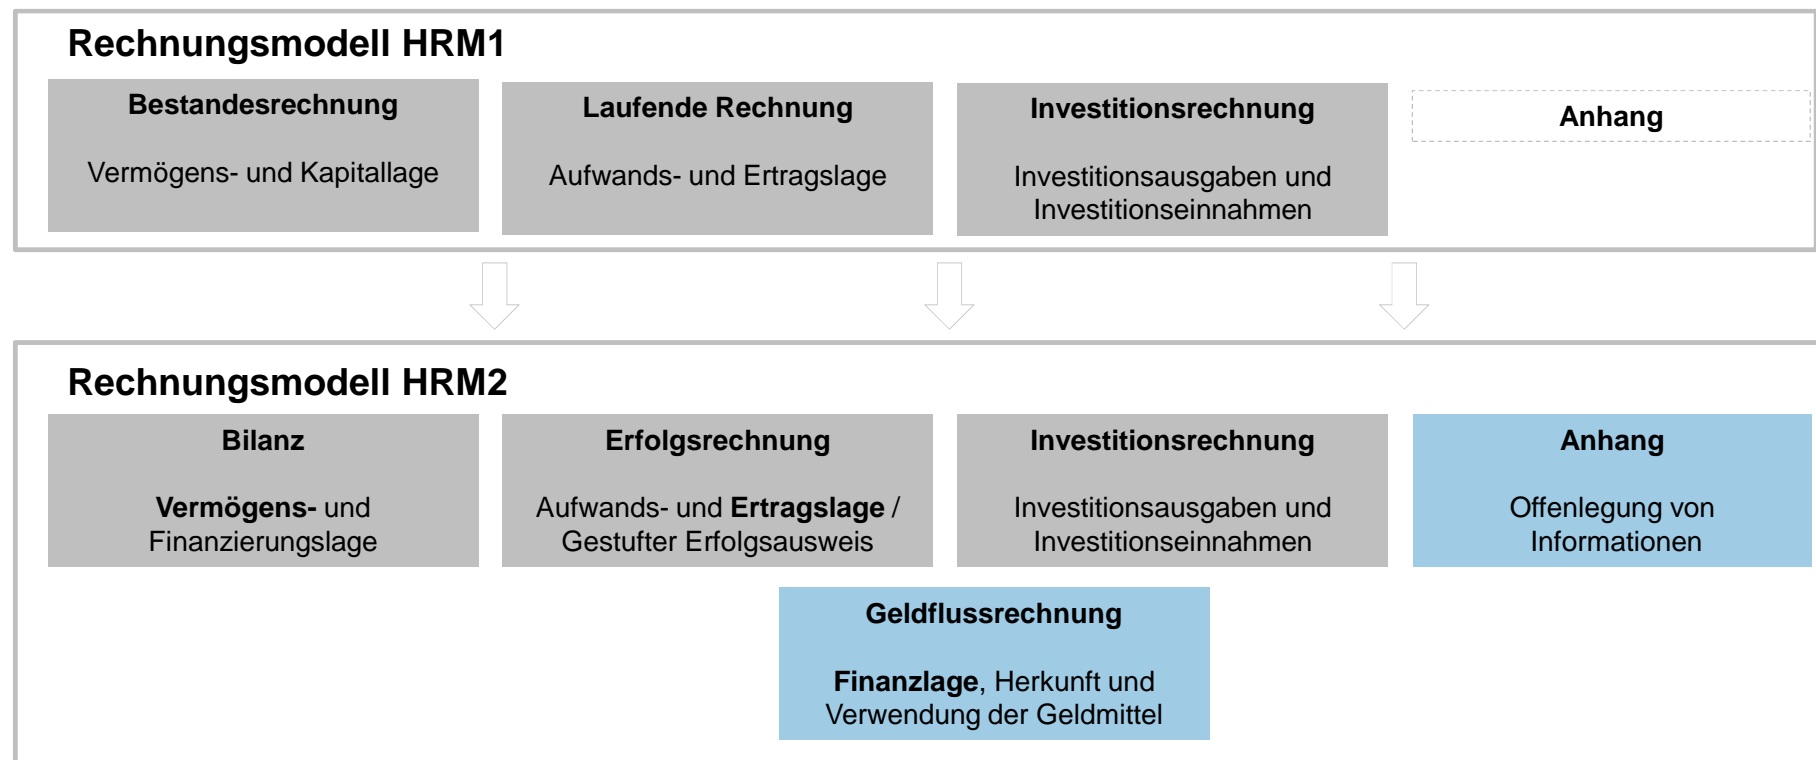 Rechnungsmodell HRM1
Bestandesrechnung
Vermögens- und Kapitallage
Laufende Rechnung
Aufwands- und Ertragslage
Investitionsrechnung
Investitionsausgaben und
Investitionseinnahmen
Anhang
Rechnungsmodell HRM2
Bilanz
Vermögens- und
Finanzierungslage
Erfolgsrechnung
Aufwands- und Ertragslage /
Gestufter Erfolgsausweis
Investitionsrechnung
Investitionsausgaben und
Investitionseinnahmen
Anhang
Offenlegung von
Informationen
Geldflussrechnung
Finanzlage, Herkunft und
Verwendung der Geldmittel